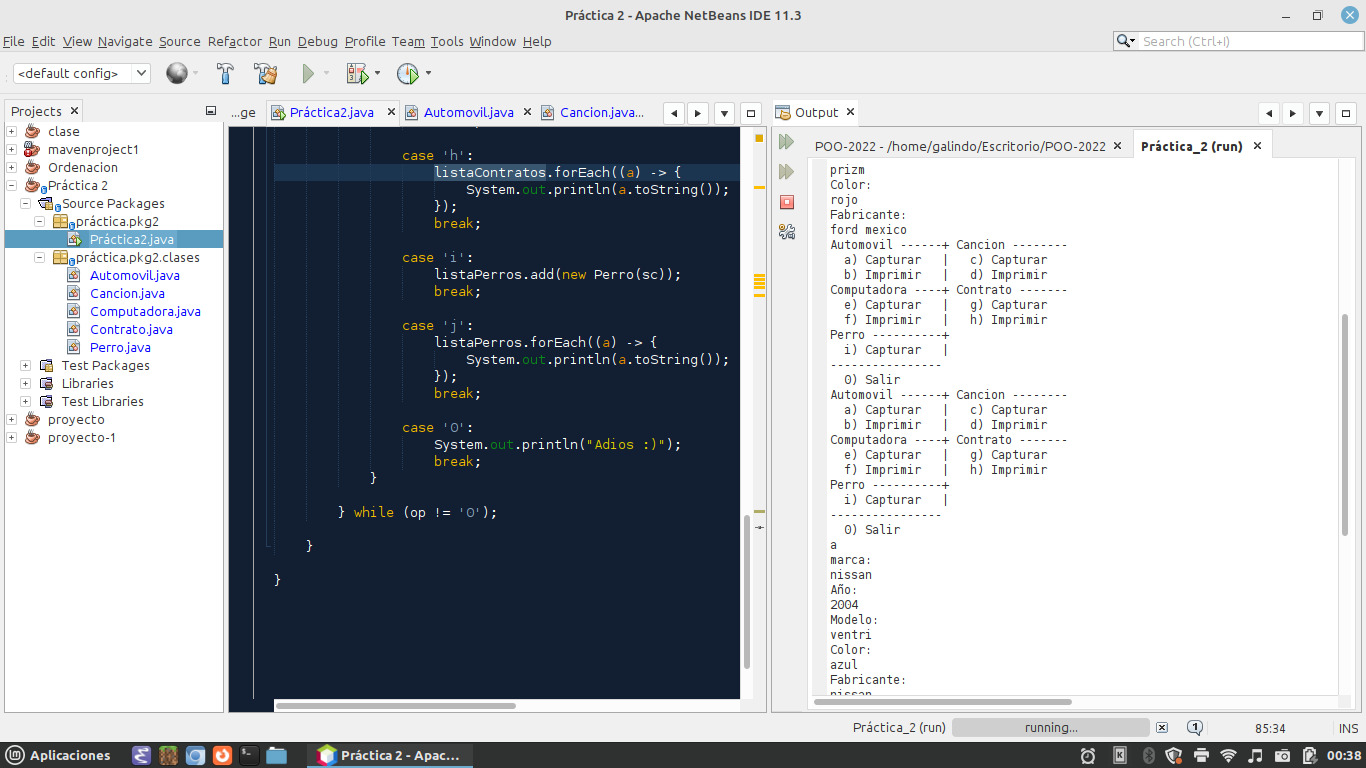 Práctica 2 - Apache NetBeans IDE 11.3
File Edit View Navigate Source Refactor Run Debug Profile Team Tools Window Help
Search (Ctrl+I)
<default config>
Projects
clase
mavenproject1
Ordenacion
Práctica 2
Source Packages
práctica.pkg2
Práctica2.java
práctica.pkg2.clases
Automovil.java
Cancion.java
Computadora.java
Contrato.java
Perro.java
Test Packages
Libraries
Test Libraries
proyecto
proyecto-1
...ge Práctica2.java Automovil.java Cancion.java...
case 'h':
listaContratos.forEach((a) -> {
System.out.println(a.toString());
});
break;
case 'i':
listaPerros.add(new Perro(sc));
break;
case 'j':
listaPerros.forEach((a) -> {
System.out.println(a.toString());
});
break;
case 'O':
System.out.println("Adios :)");
break;
}
} while (op != 'O');
}
}
Output
POO-2022 - /home/galindo/Escritorio/POO-2022 Práctica_2 (run)
prizm
Color:
rojo
Fabricante:
ford mexico
Automovil ------+ Cancion --------
a) Capturar | c) Capturar
b) Imprimir | d) Imprimir
Computadora ----+ Contrato -------
e) Capturar | g) Capturar
f) Imprimir | h) Imprimir
Perro ----------+
i) Capturar |
----------------
0) Salir
Automovil ------+ Cancion --------
a) Capturar | c) Capturar
b) Imprimir | d) Imprimir
Computadora ----+ Contrato -------
e) Capturar | g) Capturar
f) Imprimir | h) Imprimir
Perro ----------+
i) Capturar |
----------------
0) Salir
a
marca:
nissan
Año:
2004
Modelo:
ventri
Color:
azul
Fabricante:
nissan
Práctica_2 (run) running... 1 85:34 INS
Aplicaciones Práctica 2 - Apac... 00:38